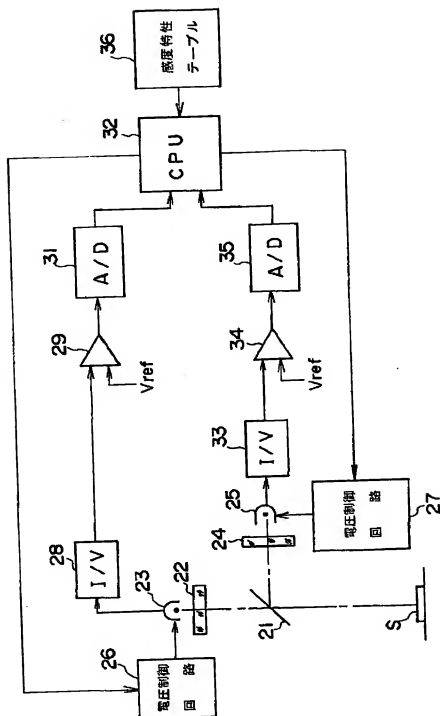 36
感度特性
テーブル
32
CPU
31
A/D
35
A/D
29
Vref
34
Vref
28
I/V
33
I/V
23
22
25
24
26
電圧制御
回 路
電圧制御
回 路
27
21
S